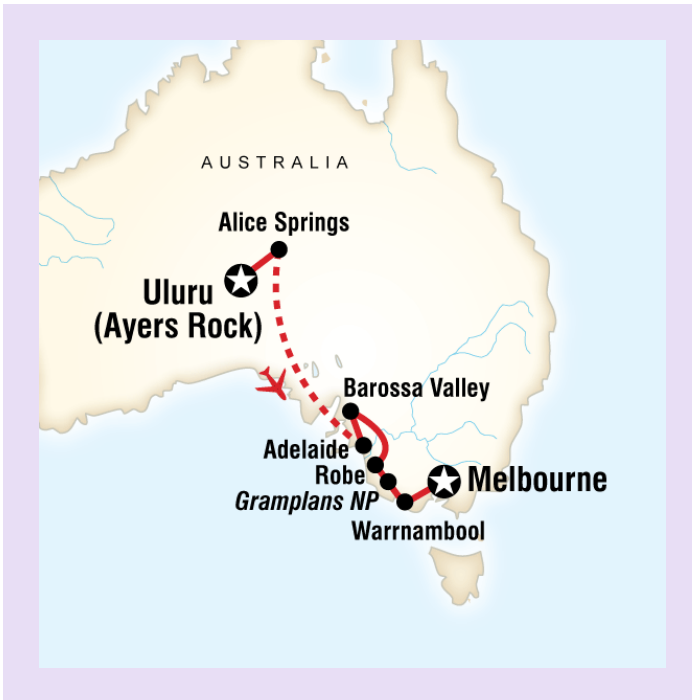 AUSTRALIA
Alice Springs
Uluru
(Ayers Rock)
Barossa Valley
Adelaide
Robe
Melbourne
Gramplans NP
Warrnambool